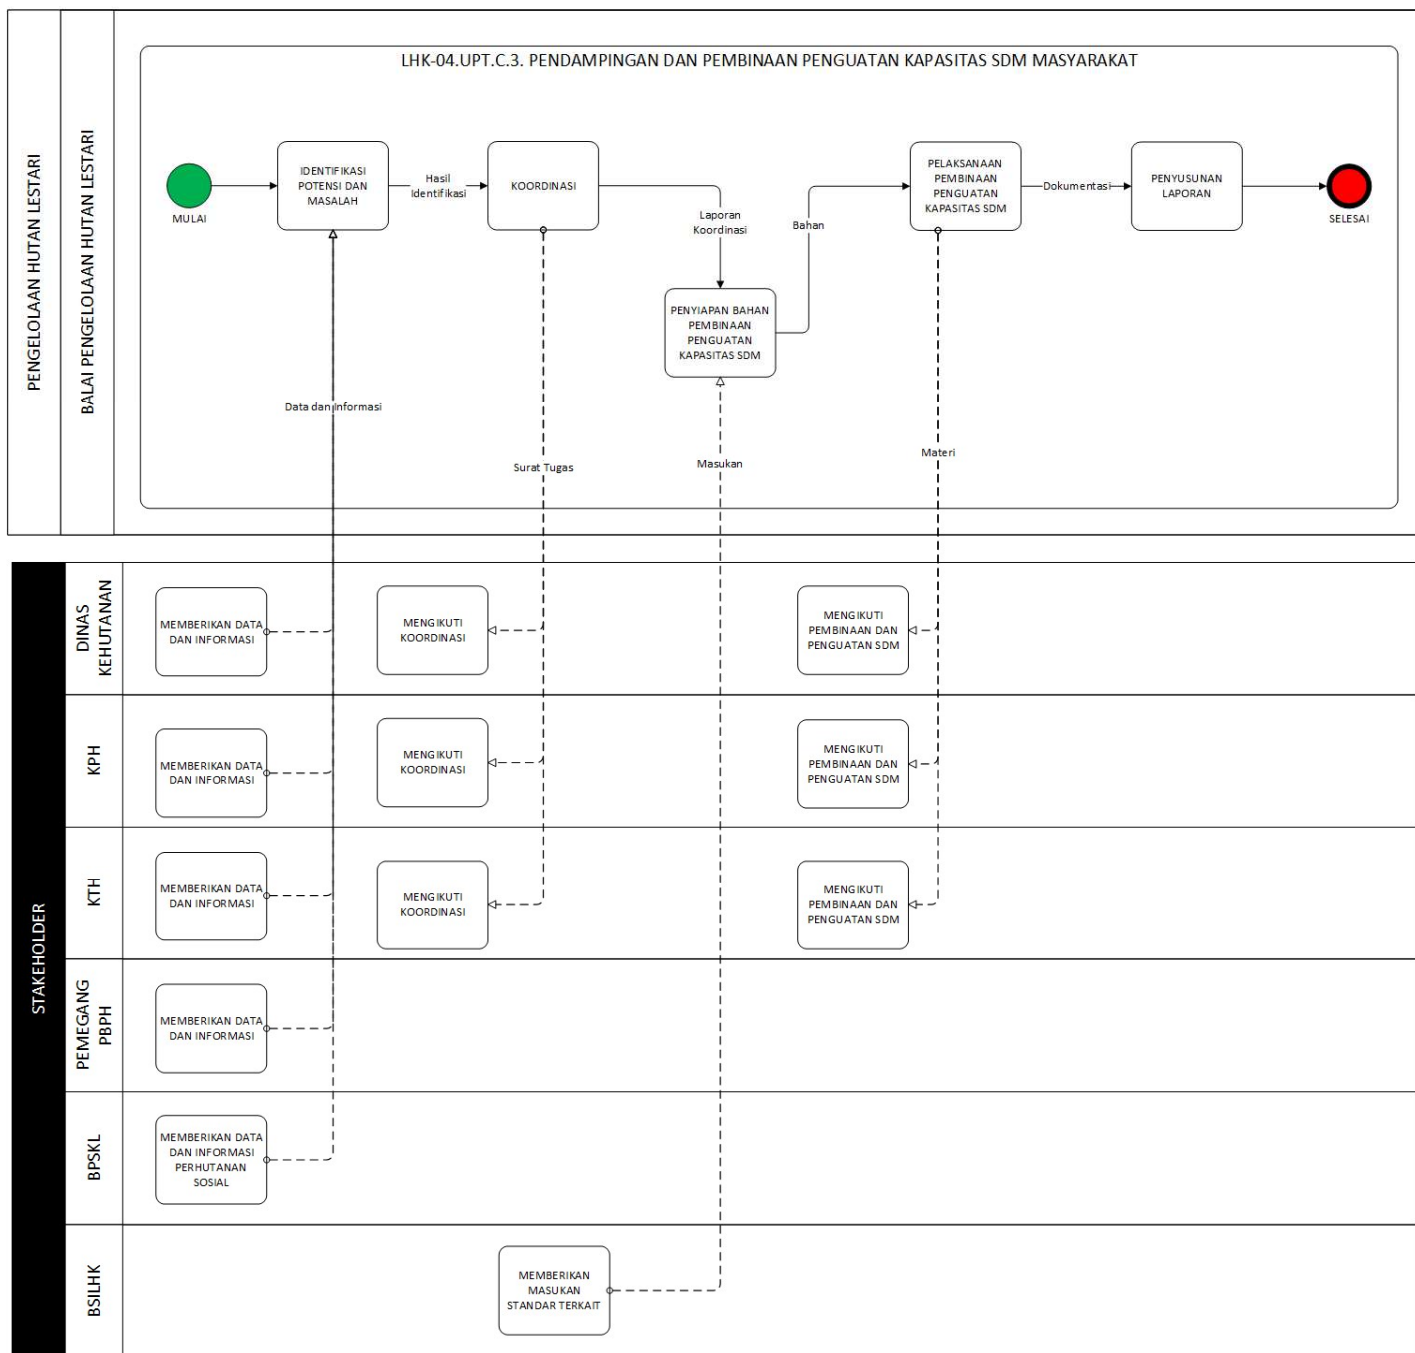 PENGELOLAAN HUTAN LESTARI
BALAI PENGELOLAAN HUTAN LESTARI
LHK-04.UPT.C.3. PENDAMPINGAN DAN PEMBINAAN PENGUATAN KAPASITAS SDM MASYARAKAT
MULAI
IDENTIFIKASI
POTENSI DAN
MASALAH
Hasil
Identifikasi
KOORDINASI
Laporan
Koordinasi
PENYIAPAN BAHAN
PEMBINAAN
PENGUATAN
KAPASITAS SDM
Bahan
PELAKSANAAN
PEMBINAAN
PENGUATAN
KAPASITAS SDM
Dokumentasi
PENYUSUNAN
LAPORAN
SELESAI
Data dan Informasi
Surat Tugas
Masukan
Materi
STAKEHOLDER
DINAS
KEHUTANAN
MEMBERIKAN DATA
DAN INFORMASI
MENGIKUTI
KOORDINASI
MENGIKUTI
PEMBINAAN DAN
PENGUATAN SDM
KPH
MEMBERIKAN DATA
DAN INFORMASI
MENGIKUTI
KOORDINASI
MENGIKUTI
PEMBINAAN DAN
PENGUATAN SDM
KTH
MEMBERIKAN DATA
DAN INFORMASI
MENGIKUTI
KOORDINASI
MENGIKUTI
PEMBINAAN DAN
PENGUATAN SDM
PEMEGANG
PBPH
MEMBERIKAN DATA
DAN INFORMASI
BPSKL
MEMBERIKAN DATA
DAN INFORMASI
PERHUTANAN
SOSIAL
BSILHK
MEMBERIKAN
MASUKAN
STANDAR TERKAIT